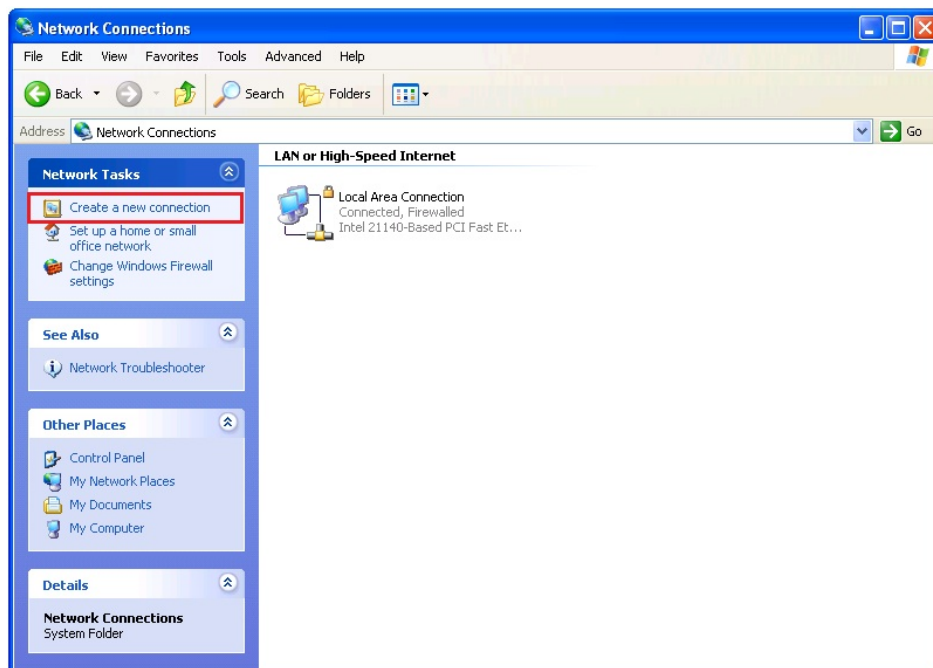 Network Connections
File Edit View Favorites Tools Advanced Help
Back Search Folders
Address Network Connections Go
Network Tasks
Create a new connection
Set up a home or small
office network
Change Windows Firewall
settings
See Also
Network Troubleshooter
Other Places
Control Panel
My Network Places
My Documents
My Computer
Details
Network Connections
System Folder
LAN or High-Speed Internet
Local Area Connection
Connected, Firewalled
Intel 21140-Based PCI Fast Et...